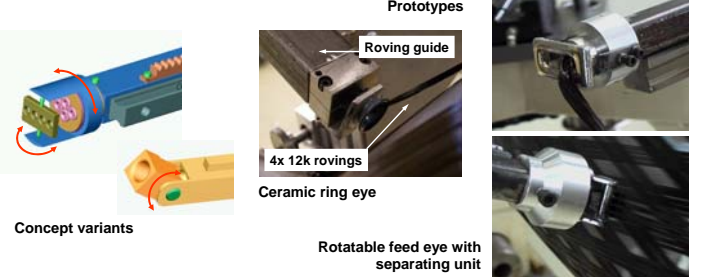 Prototypes
Roving guide
4x 12k rovings
Ceramic ring eye
Concept variants
Rotatable feed eye with
separating unit